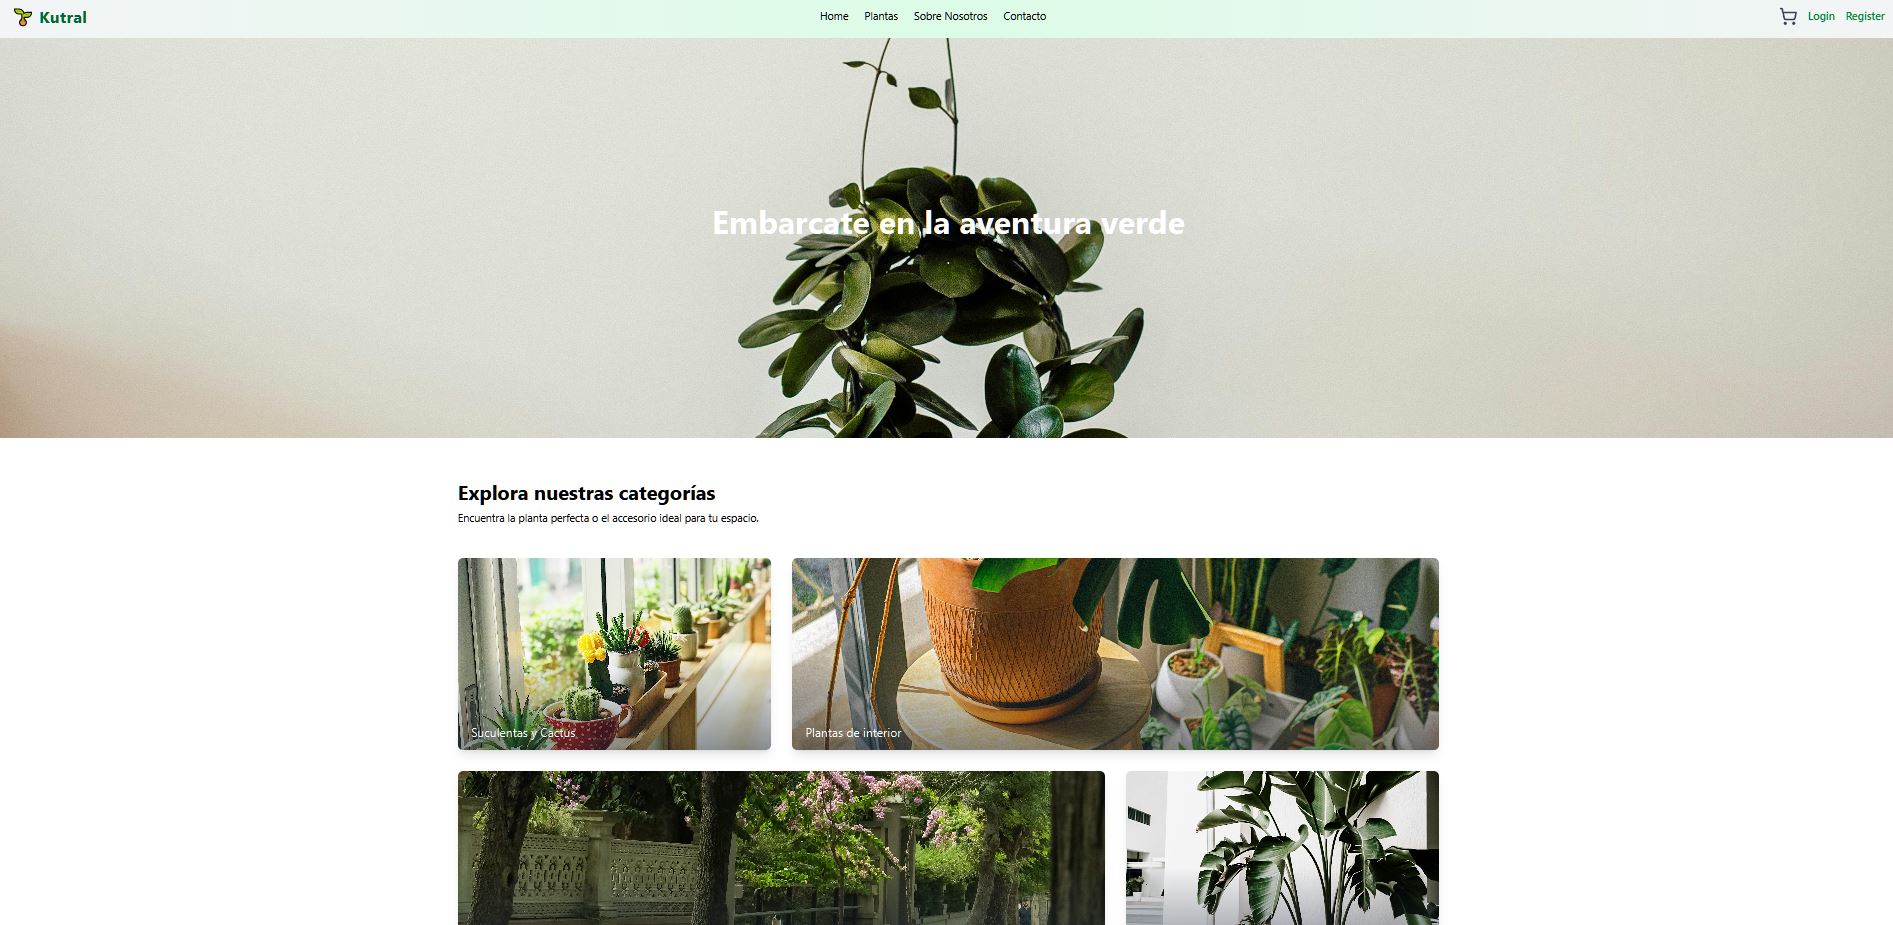 Kutral
Home Plantas Sobre Nosotros Contacto
Login Register
Embarcate en la aventura verde
Explora nuestras categorías
Encuentra la planta perfecta o el accesorio ideal para tu espacio.
Suculentas y Cactus
Plantas de interior